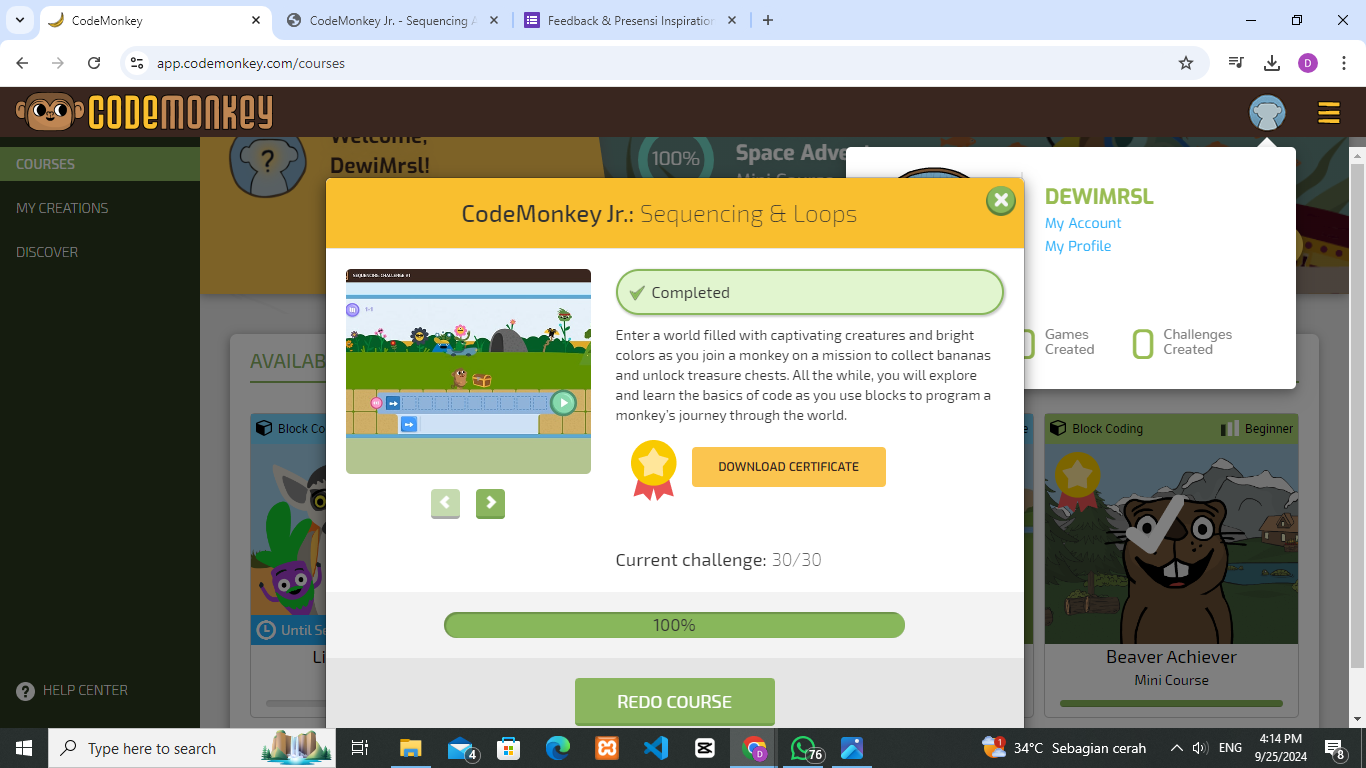 CodeMonkey
CodeMonkey Jr. - Sequencing A
Feedback & Presensi Inspiration
app.codemonkey.com/courses
D
CODEMONKEY
COURSES
MY CREATIONS
DISCOVER
HELP CENTER
Welcome,
DewiMrsl!
100%
Space Adve
Mini Course
DEWIMRSL
My Account
My Profile
Games
Created
0
Challenges
Created
CodeMonkey Jr.: Sequencing & Loops
SEQUENCING CHALLENGE #1
Completed
Enter a world filled with captivating creatures and bright
colors as you join a monkey on a mission to collect bananas
and unlock treasure chests. All the while, you will explore
and learn the basics of code as you use blocks to program a
monkey's journey through the world.
DOWNLOAD CERTIFICATE
Current challenge: 30/30
100%
REDO COURSE
AVAILAB
Block Co
Until Se
Li
Block Coding
Beginner
Beaver Achiever
Mini Course
Type here to search
4
D
76
1
34°C Sebagian cerah
ENG
4:14 PM
9/25/2024
8